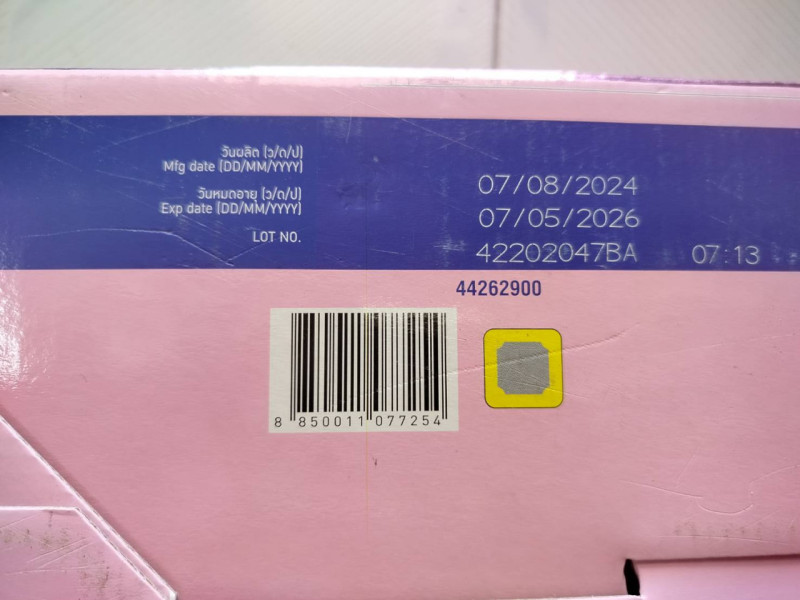 วันผลิต (ว/ด/ป)
Mfg date (DD/MM/YYYY)
07/08/2024
วันหมดอายุ (ว/ด/ป)
Exp date (DD/MM/YYYY)
07/05/2026
LOT NO.
42202047BA 07:13
44262900
8 850011 077254